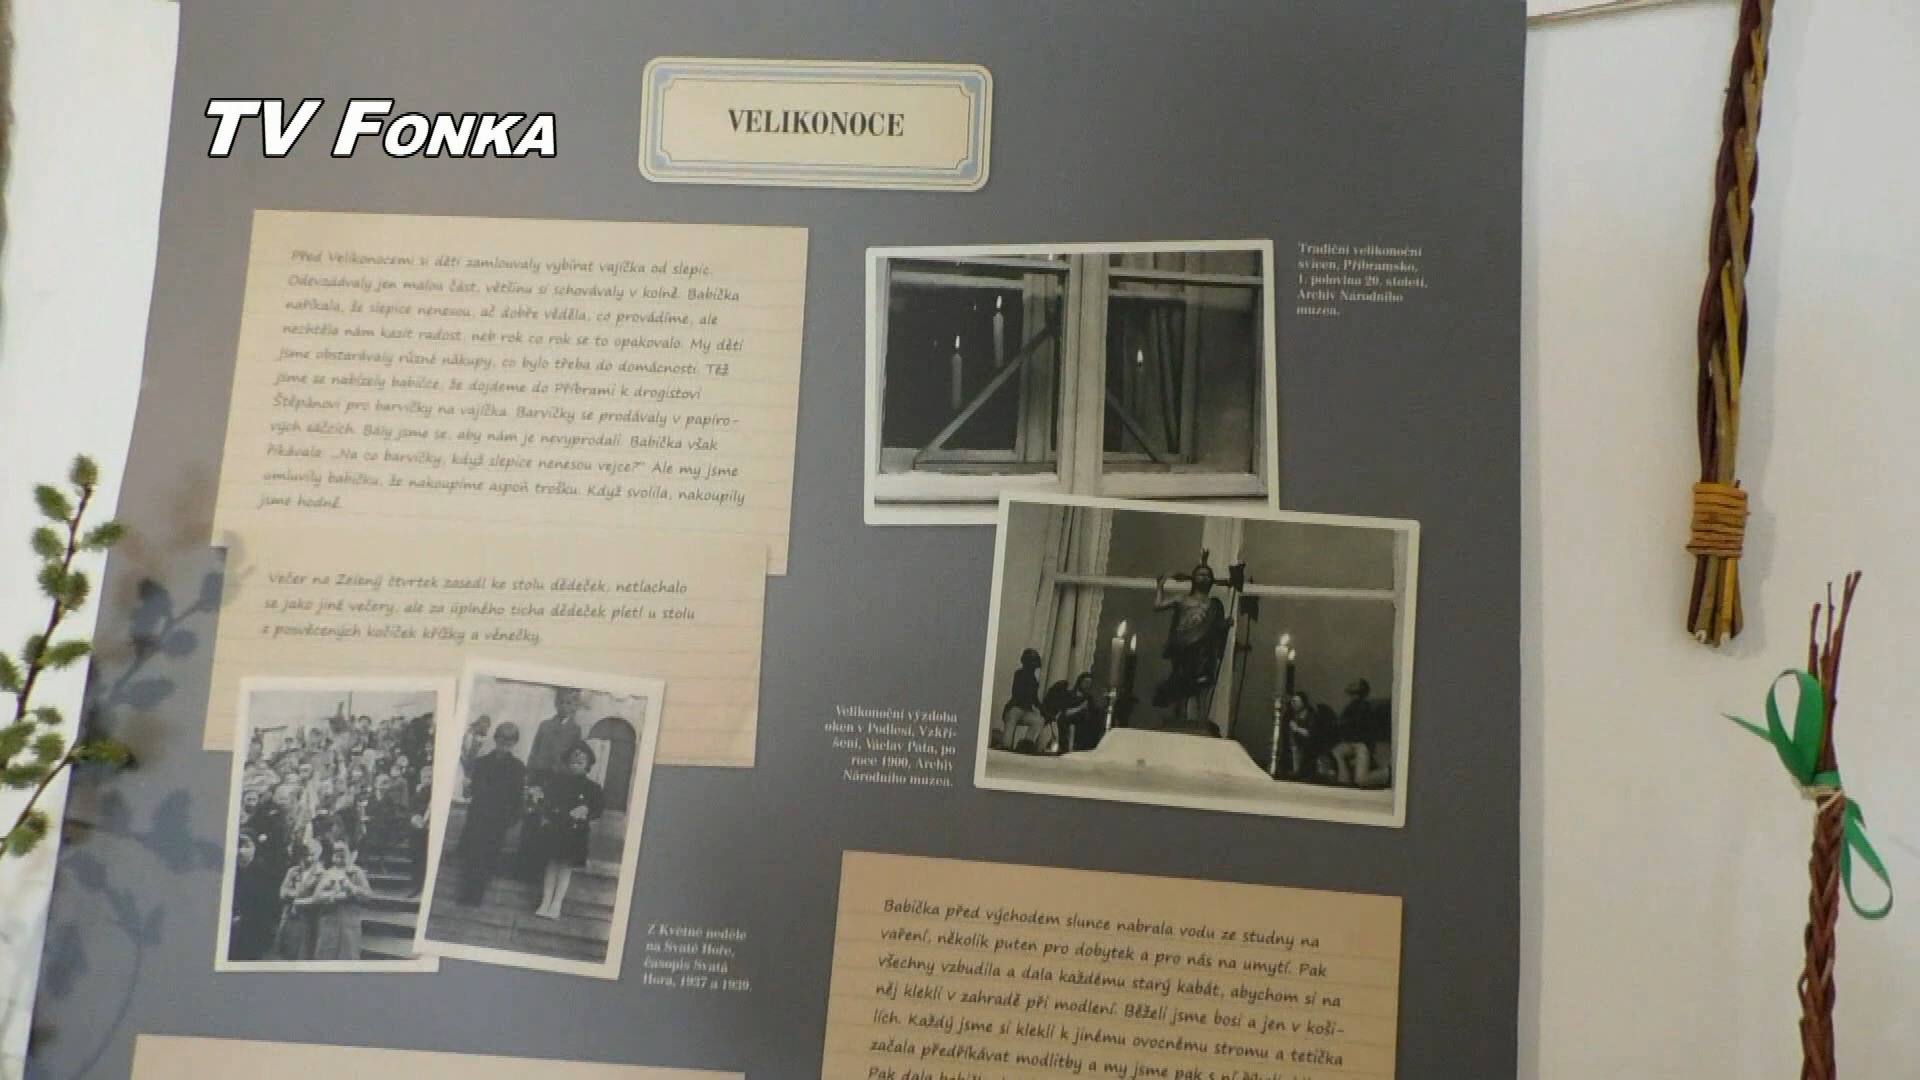 TV FONKA
VELIKONOCE
Před Velikonocemi si děti zamlouvaly vybírat vajíčka od slepic.
Odevzdávaly jen malou část, většinu si schovávaly v kolně. Babička
naříkala, že slepice nenesou, ač dobře věděla, co provádíme, ale
nechtěla nám kazit radost, neb rok co rok se to opakovalo. My děti
jsme obstarávaly různé nákupy, co bylo třeba do domácnosti. Též
jsme se nabízely babičce, že dojdeme do Příbrami k drogistovi
Štěpánovi pro barvičky na vajíčka. Barvičky se prodávaly v papíro-
vých sáčcích. Bály jsme se, aby nám je nevyprodali. Babička však
říkávala: „Na co barvičky, když slepice nenesou vejce?" Ale my jsme
umluvily babičku, že nakoupíme aspoň trošku. Když svolila, nakoupily
jsme hodně.
Večer na Zelený čtvrtek zasedl ke stolu dědeček, netlachalo
se jako jiné večery, ale za úplného ticha dědeček pletl u stolu
z posvěcených kočiček křížky a věnečky.
Tradiční velikonoční
svícen, Příbramsko,
1. polovina 20. století,
Archiv Národního
muzea.
Velikonoční výzdoba
oken v Podlesí, Vzkří-
šení, Václav Pata, po
roce 1900, Archiv
Národního muzea.
Z Květné neděle
na Svaté Hoře,
časopis Svatá
Hora, 1937 a 1939.
Babička před východem slunce nabrala vodu ze studny na
vaření, několik puten pro dobytek a pro nás na umytí. Pak
všechny vzbudila a dala každému starý kabát, abychom si na
něj klekli v zahradě při modlení. Běželi jsme bosi a jen v koši-
lích. Každý jsme si klekli k jinému ovocnému stromu a tetička
začala předříkávat modlitby a my jsme pak s ní
Pak dala